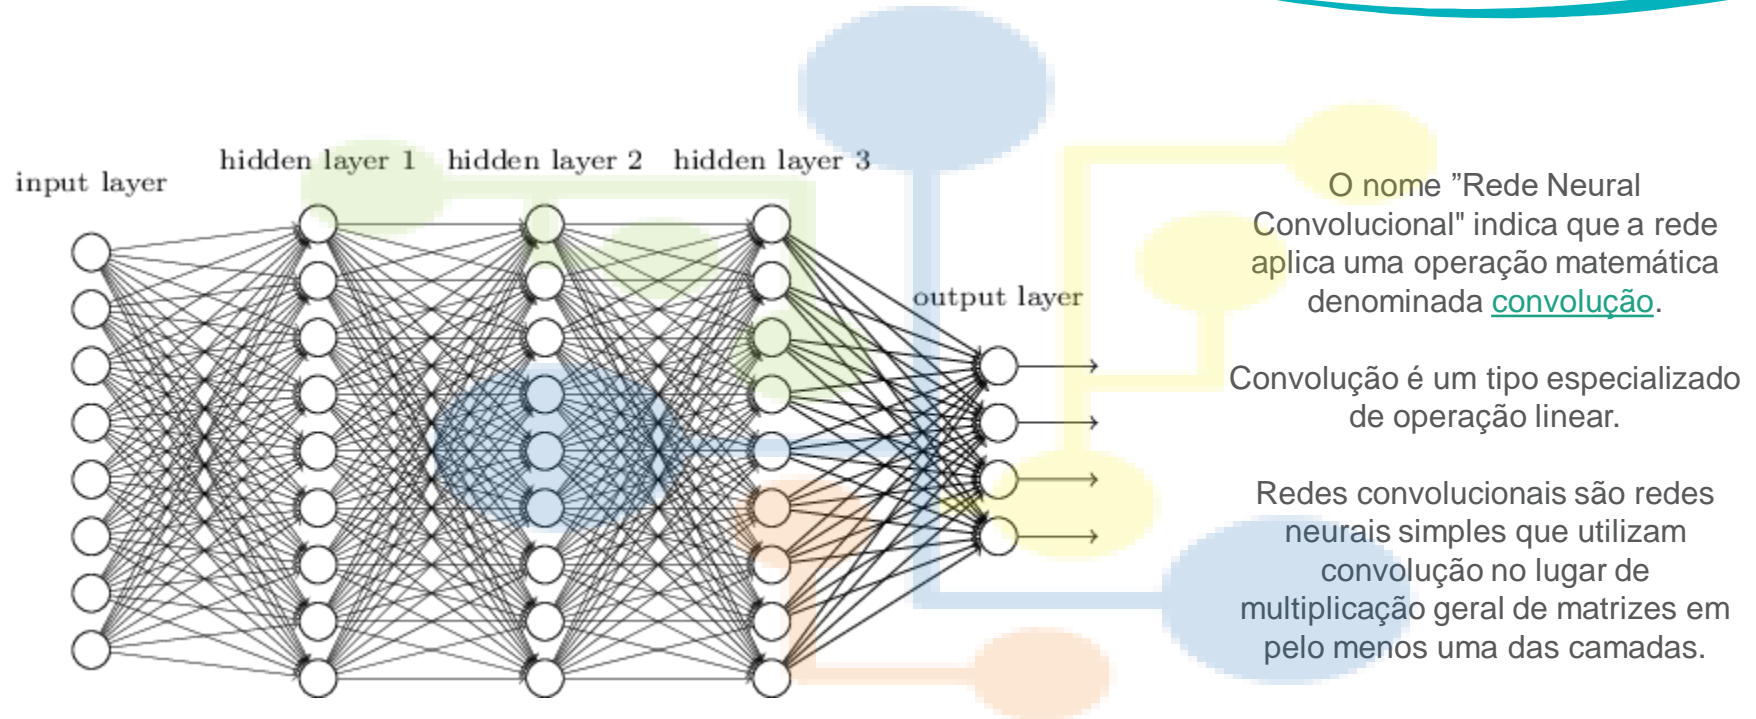 input layer
hidden layer 1
hidden layer 2
hidden layer 3
output layer
O nome ”Rede Neural
Convolucional" indica que a rede
aplica uma operação matemática
denominada convolução.
Convolução é um tipo especializado
de operação linear.
Redes convolucionais são redes
neurais simples que utilizam
convolução no lugar de
multiplicação geral de matrizes em
pelo menos uma das camadas.